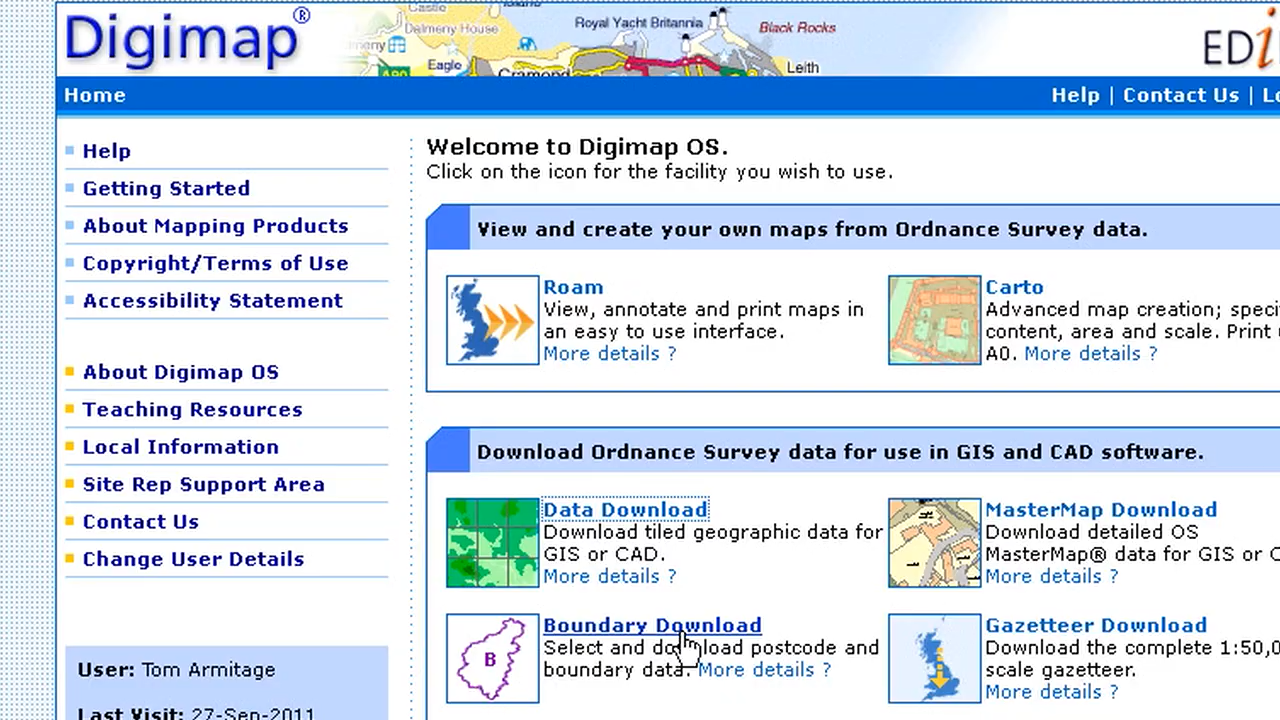 Digimap®
Castle
Dalmeny House
Royal Yacht Britannia
Black Rocks
Eagle
Cramond
Leith
A90
Home
Help | Contact Us |
Help
Getting Started
About Mapping Products
Copyright/Terms of Use
Accessibility Statement
About Digimap OS
Teaching Resources
Local Information
Site Rep Support Area
Contact Us
Change User Details
User: Tom Armitage
Last Visit: 27-Sep-2011
Welcome to Digimap OS.
Click on the icon for the facility you wish to use.
View and create your own maps from Ordnance Survey data.
Roam
View, annotate and print maps in
an easy to use interface.
More details ?
Carto
Advanced map creation;
content, area and scale. Print
A0. More details ?
Download Ordnance Survey data for use in GIS and CAD software.
Data Download
Download tiled geographic data for
GIS or CAD.
More details ?
MasterMap Download
Download detailed OS
MasterMap® data for GIS or
More details ?
B
Boundary Download
Select and download postcode and
boundary data. More details ?
Gazetteer Download
Download the complete
scale gazetteer.
More details ?